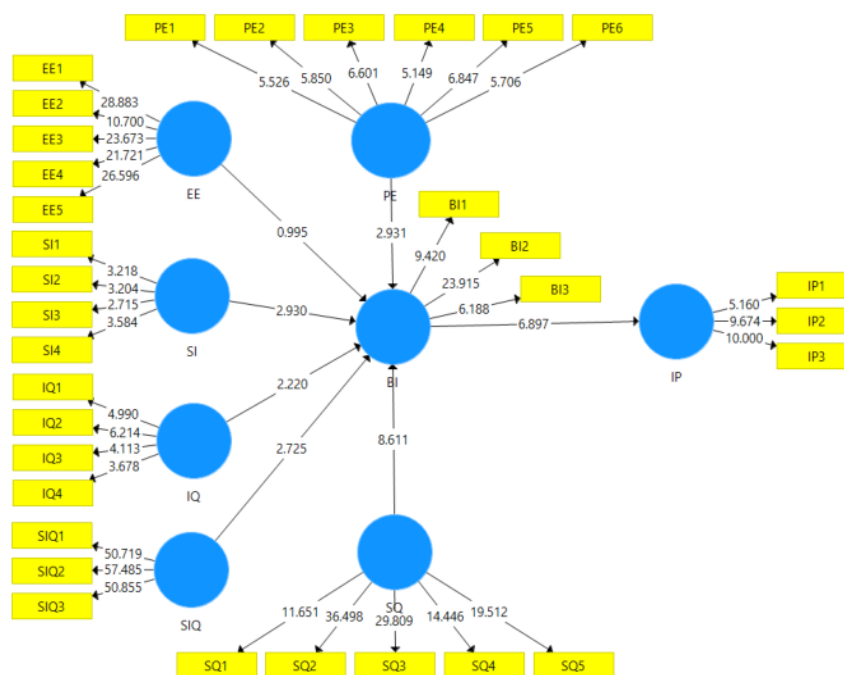 PE1 PE2 PE3 PE4 PE5 PE6
5.526 5.850 6.601 5.149 6.847 5.706
PE
EE1
EE2
EE3
EE4
EE5
28.883
10.700
23.673
21.721
26.596
EE
0.995
2.931
SI1
SI2
SI3
SI4
3.218
3.204
2.715
3.584
SI
2.930
BI1
BI2
BI3
9.420
23.915
6.188
BI
6.897
IP
5.160
9.674
10.000
IP1
IP2
IP3
IQ1
IQ2
IQ3
IQ4
4.990
6.214
4.113
3.678
IQ
2.220
2.725
8.611
SIQ1
SIQ2
SIQ3
50.719
57.485
50.855
SIQ
SQ
11.651 36.498 29.809 14.446 19.512
SQ1 SQ2 SQ3 SQ4 SQ5